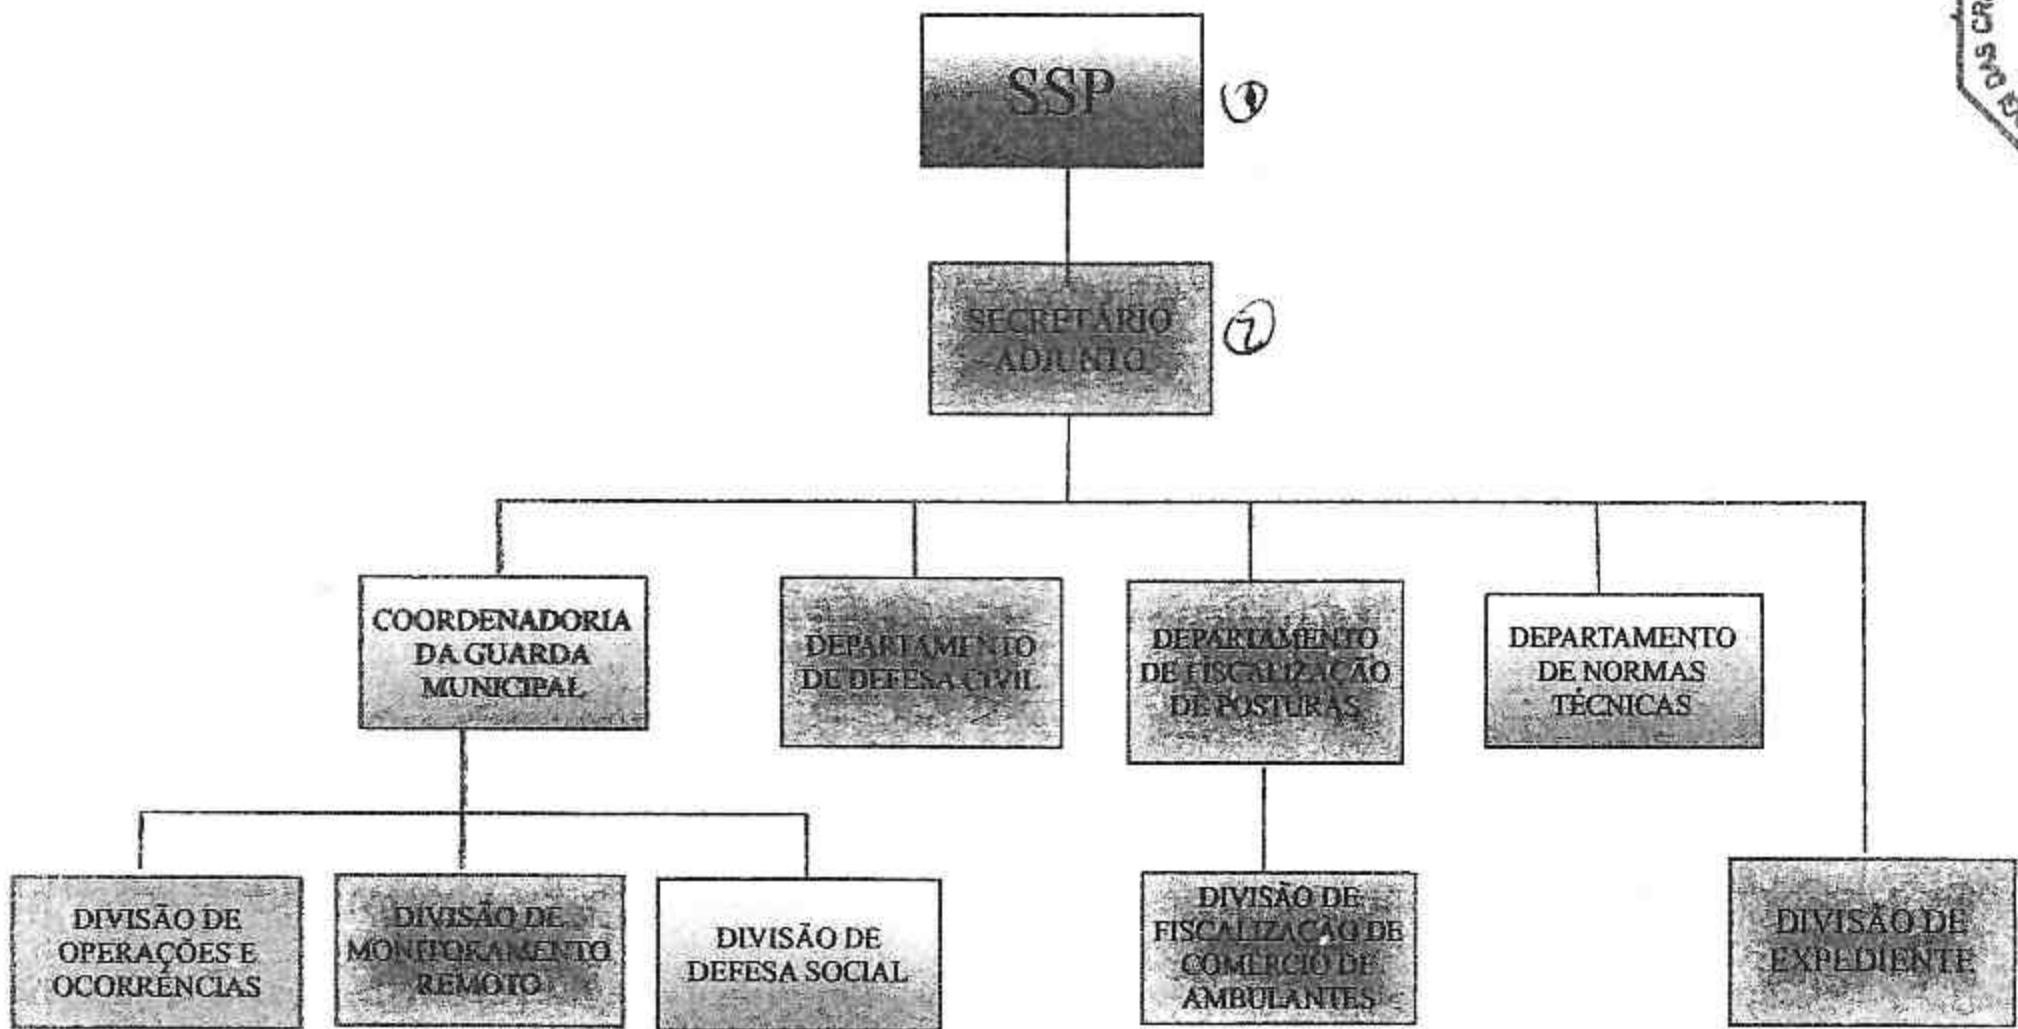 SSP
1
SECRETÁRIO
ADJUNTO
2
COORDENADORIA
DA GUARDA
MUNICIPAL
DEPARTAMENTO
DE DEFESA CIVIL
DEPARTAMENTO
DE FISCALIZAÇÃO
DE POSTURAS
DEPARTAMENTO
DE NORMAS
TÉCNICAS
DIVISÃO DE
OPERAÇÕES E
OCORRÊNCIAS
DIVISÃO DE
MONITORAMENTO
REMOTO
DIVISÃO DE
DEFESA SOCIAL
DIVISÃO DE
FISCALIZAÇÃO DE
COMÉRCIO DE
AMBULANTES
DIVISÃO DE
EXPEDIENTE